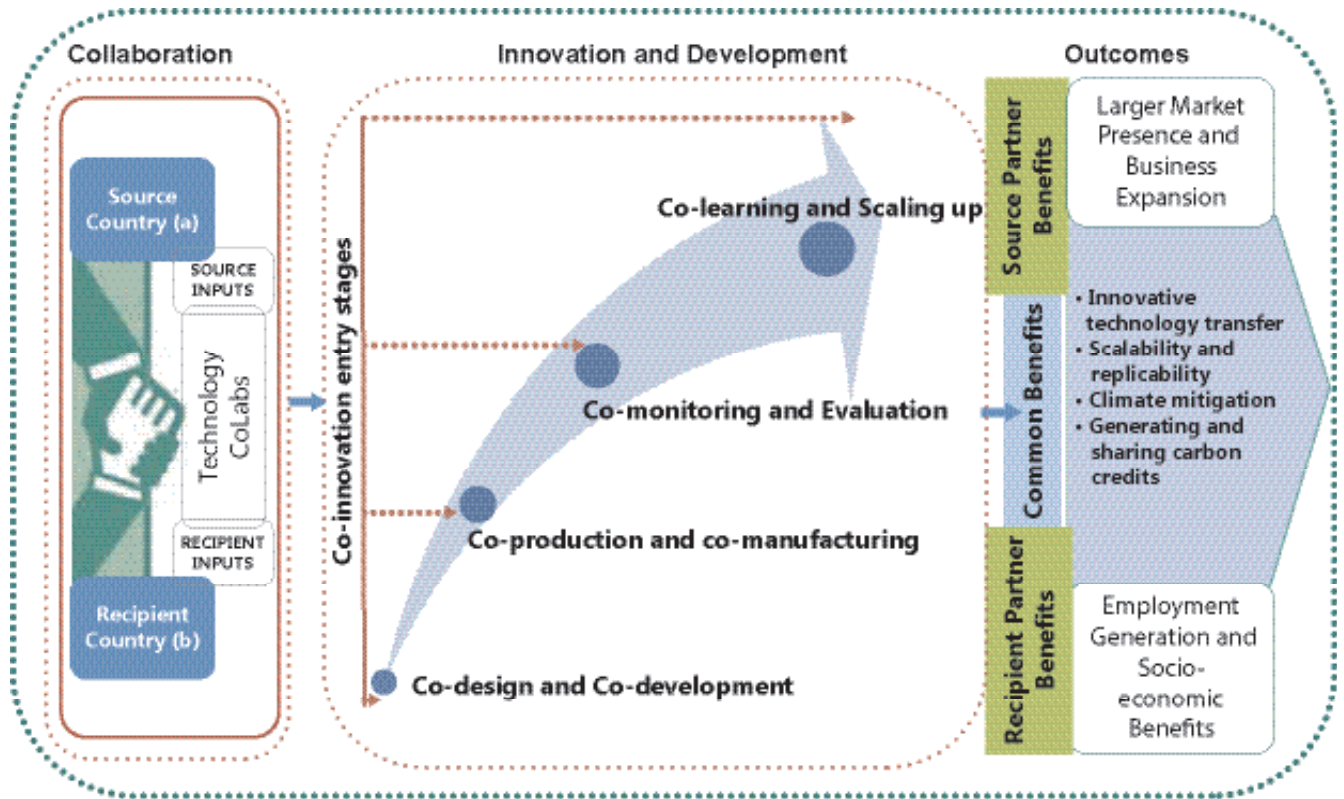 Collaboration
Innovation and Development
Outcomes
Source
Country (a)
SOURCE
INPUTS
Technology
CoLabs
RECIPIENT
INPUTS
Recipient
Country (b)
Co-innovation entry stages
Co-learning and Scaling up
Co-monitoring and Evaluation
Co-production and co-manufacturing
Co-design and Co-development
Source Partner
Benefits
Common Benefits
Recipient Partner
Benefits
Larger Market
Presence and
Business
Expansion
• Innovative
technology transfer
• Scalability and
replicability
• Climate mitigation
• Generating and
sharing carbon
credits
Employment
Generation and
Socio-
economic
Benefits